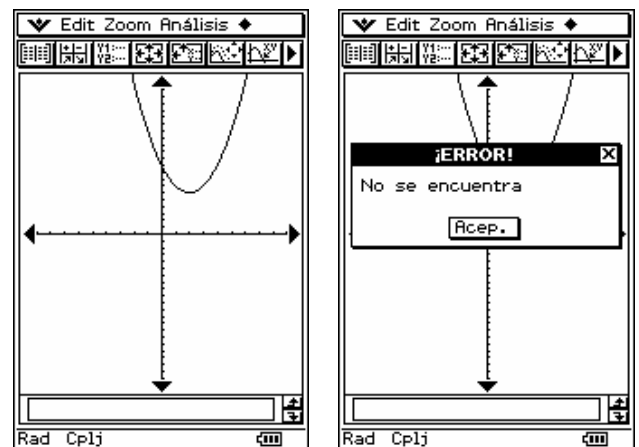 Edit Zoom Análisis ◆
Rad Cplj
Edit Zoom Análisis ◆
¡ERROR!
No se encuentra
Acep.
Rad Cplj